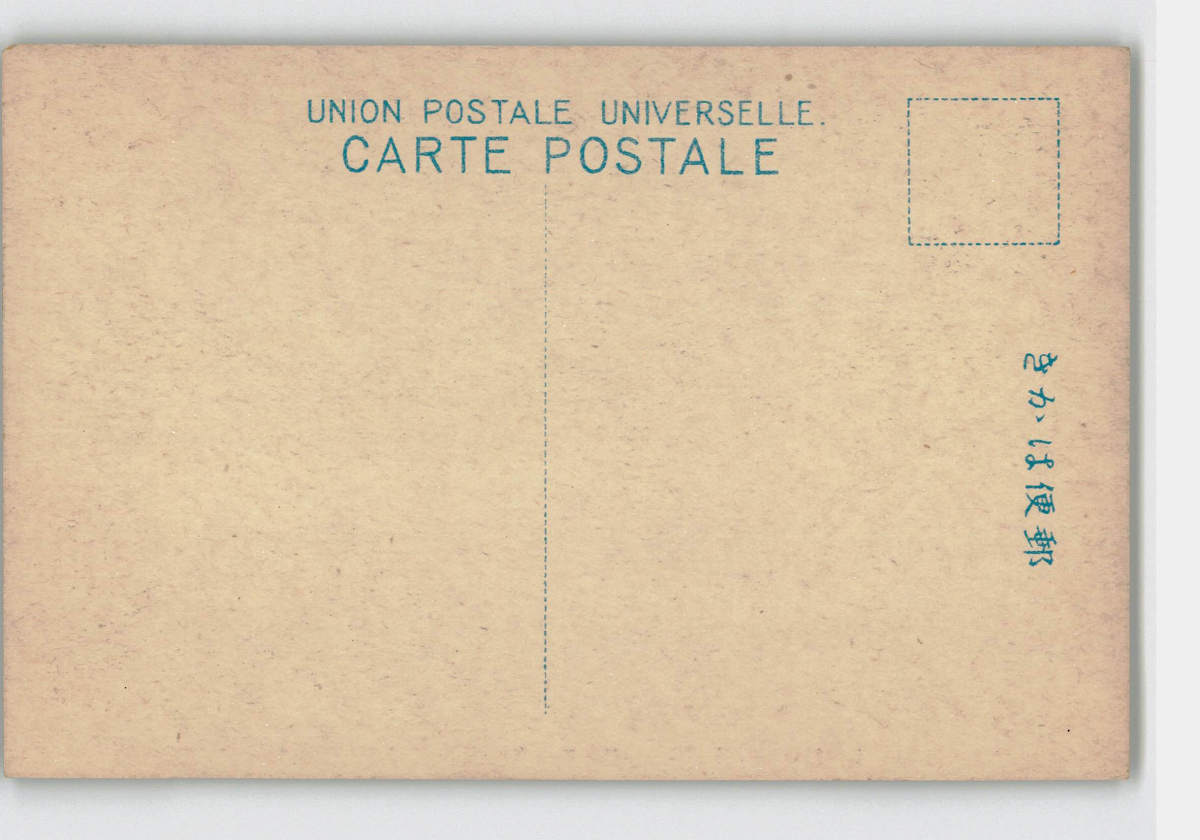 UNION POSTALE UNIVERSELLE.
CARTE POSTALE
郵便はかき